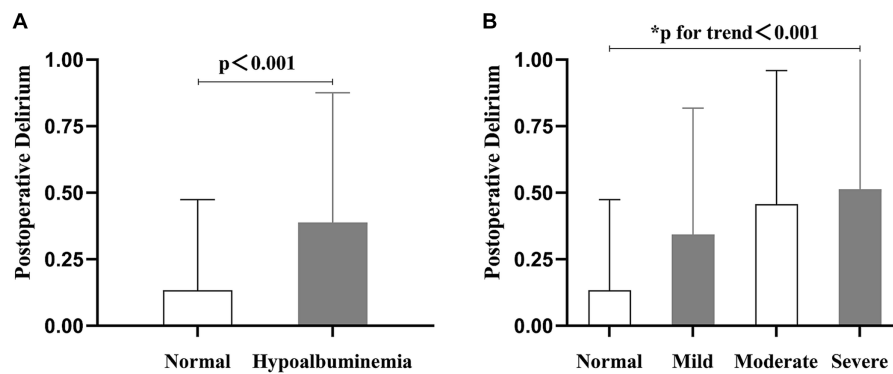 A
p＜0.001
Postoperative Delirium
1.00
0.75
0.50
0.25
0.00
Normal Hypoalbuminemia
B
*p for trend＜0.001
Postoperative Delirium
1.00
0.75
0.50
0.25
0.00
Normal Mild Moderate Severe